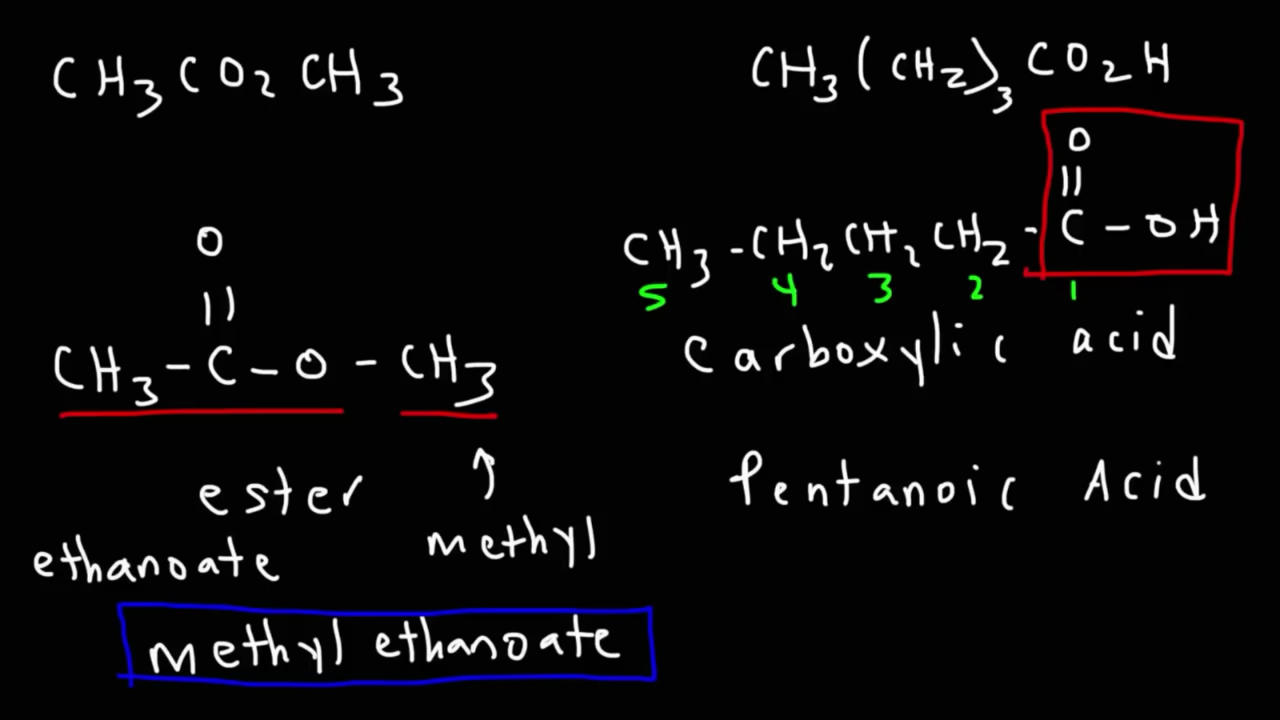 CH3CO2CH3
O
||
CH3-C-O-CH3
ester
ethanoate
methyl
methyl ethanoate
CH3(CH2)3CO2H
O
||
CH3-CH2CH2CH2-C-OH
5 4 3 2 1
carboxylic acid
Pentanoic Acid